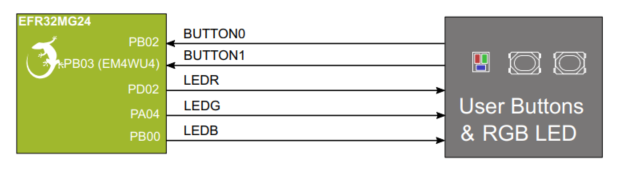 EFR32MG24
PB02
PB03 (EM4WU4)
PD02
PA04
PB00
BUTTON0
BUTTON1
LEDR
LEDG
LEDB
User Buttons
& RGB LED